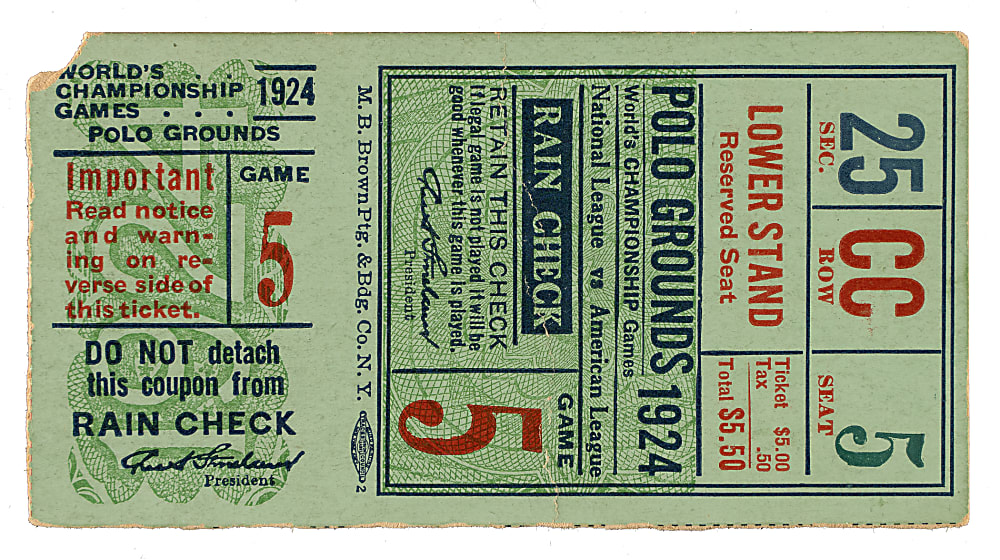 WORLD'S . .
CHAMPIONSHIP
GAMES . . .
1924
POLO GROUNDS
Important
Read notice
and warn-
ing on re-
verse side of
this ticket.
GAME
5
DO NOT detach
this coupon from
RAIN CHECK
President
M. B. Brown Ptg. & Bdg. Co. N. Y.
2
25 CC 5
SEC. ROW SEAT
LOWER STAND
Reserved Seat
Ticket $5.00
Tax .50
Total $5.50
POLO GROUNDS 1924
World's CHAMPIONSHIP Games
National League vs American League
RAIN CHECK
RETAIN THIS CHECK
If legal game is not played it will be
good whenever this game is played.
President
GAME
5